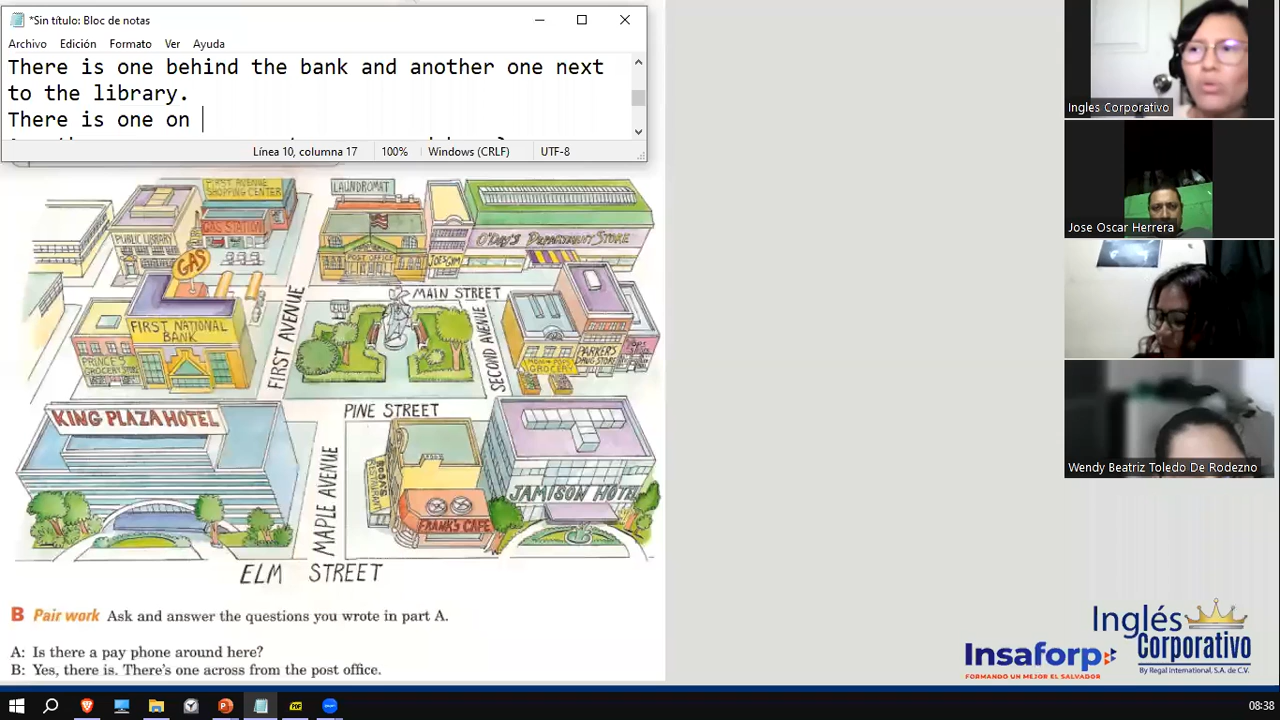 *Sin título: Bloc de notas
Archivo Edición Formato Ver Ayuda
There is one behind the bank and another one next
to the library.
There is one on
Línea 10, columna 17 100% Windows (CRLF) UTF-8
FIRST AVENUE
SHOPPING CENTER
LAUNDROMAT
PUBLIC LIBRARY
GAS STATION
POST OFFICE
JOE'S GYM
O'DAY'S DEPARTMENT STORE
GAS
MAIN STREET
FIRST NATIONAL
BANK
FIRST AVENUE
SECOND AVENUE
PRINCE'S
GROCERY STORE
MOM & POP'S
GROCERY
PARKER'S
DRUG STORE
KING PLAZA HOTEL
PINE STREET
MAPLE AVENUE
RESTAURANT
FRANK'S CAFE
JAMISON HOTEL
ELM STREET
B Pair work Ask and answer the questions you wrote in part A.
A: Is there a pay phone around here?
B: Yes, there is. There's one across from the post office.
Ingles Corporativo
Jose Oscar Herrera
Wendy Beatriz Toledo De Rodezno
Insaforp
FORMANDO UN MEJOR EL SALVADOR
Inglés
Corporativo
By Regal International, S.A. de C.V.
08:38